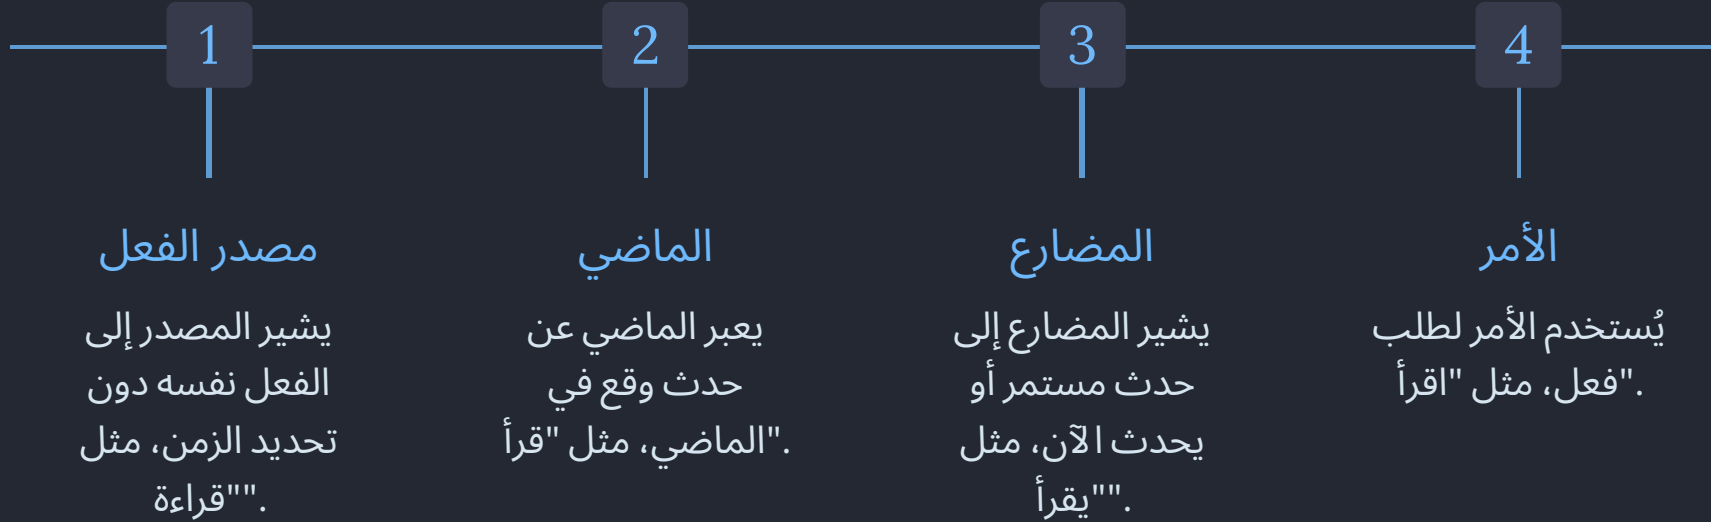 1
مصدر الفعل
يشير المصدر إلى
الفعل نفسه دون
تحديد الزمن، مثل
"قراءة".
2
الماضي
يعبر الماضي عن
حدث وقع في
الماضي، مثل "قرأ".
3
المضارع
يشير المضارع إلى
حدث مستمر أو
يحدث الآن، مثل
"يقرأ".
4
الأمر
يُستخدم الأمر لطلب
فعل، مثل "اقرأ".